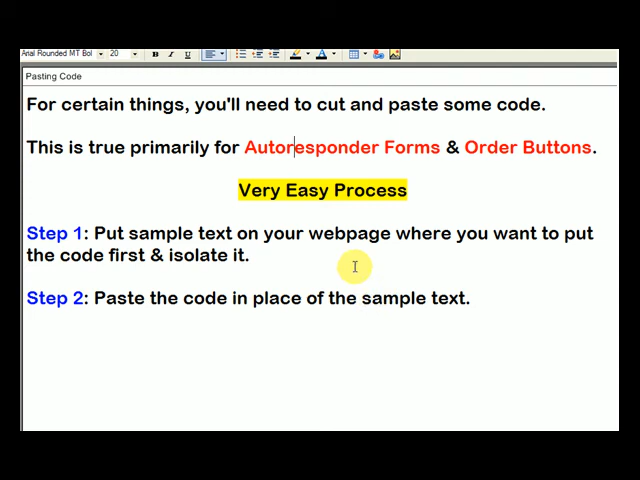 Arial Rounded MT Bol 20 B I U
Pasting Code
For certain things, you'll need to cut and paste some code.
This is true primarily for Autoresponder Forms & Order Buttons.
Very Easy Process
Step 1: Put sample text on your webpage where you want to put
the code first & isolate it.
Step 2: Paste the code in place of the sample text.